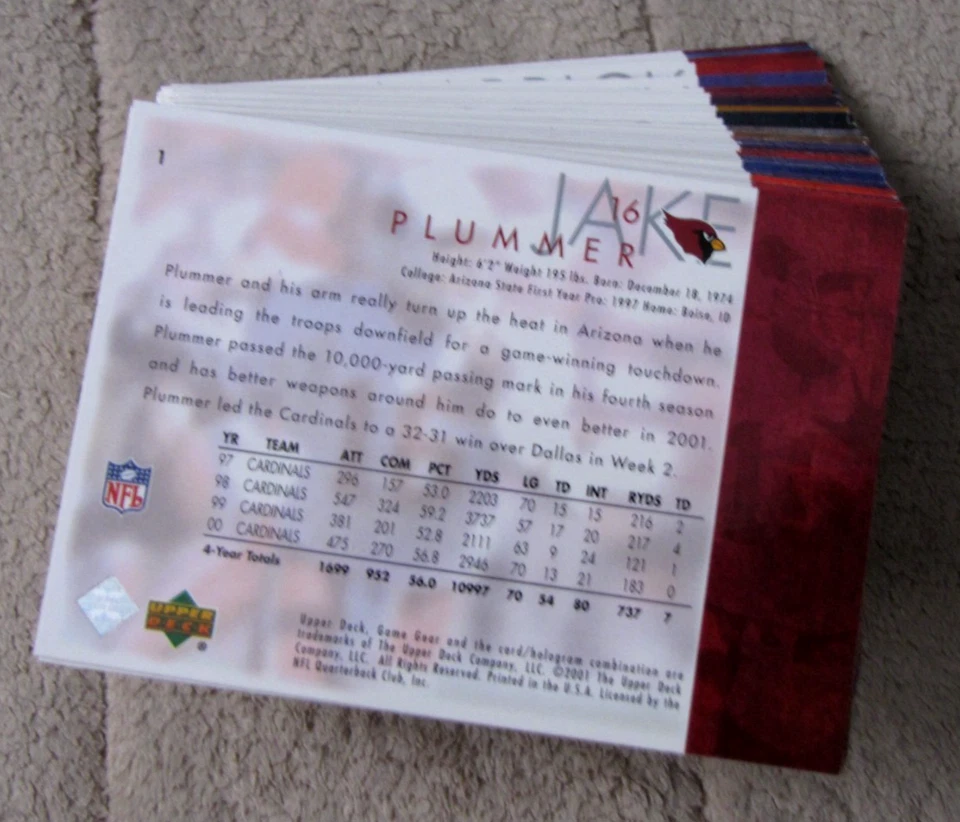 1
JAKE
16
PLUMMER
Height: 6'2" Weight: 195 lbs. Born: December 18, 1974
College: Arizona State First Year Pro: 1997 Home: Boise, ID
Plummer and his arm really turn up the heat in Arizona when he
is leading the troops downfield for a game-winning touchdown.
Plummer passed the 10,000-yard passing mark in his fourth season
and has better weapons around him do to even better in 2001.
Plummer led the Cardinals to a 32-31 win over Dallas in Week 2.
YR TEAM ATT COM PCT YDS LG TD INT RYDS TD
97 CARDINALS 296 157 53.0 2203 70 15 15 216 2
98 CARDINALS 547 324 59.2 3737 57 17 20 217 4
99 CARDINALS 381 201 52.8 2111 63 9 24 121 1
00 CARDINALS 475 270 56.8 2946 70 13 21 183 0
4-Year Totals 1699 952 56.0 10997 70 54 80 737 7
NFL
UPPER
DECK
®
Upper Deck, Game Gear and the card/hologram combination are
trademarks of The Upper Deck Company, LLC. ©2001 The Upper Deck
Company, LLC. All Rights Reserved. Printed in the U.S.A. Licensed by the
NFL Quarterback Club, Inc.